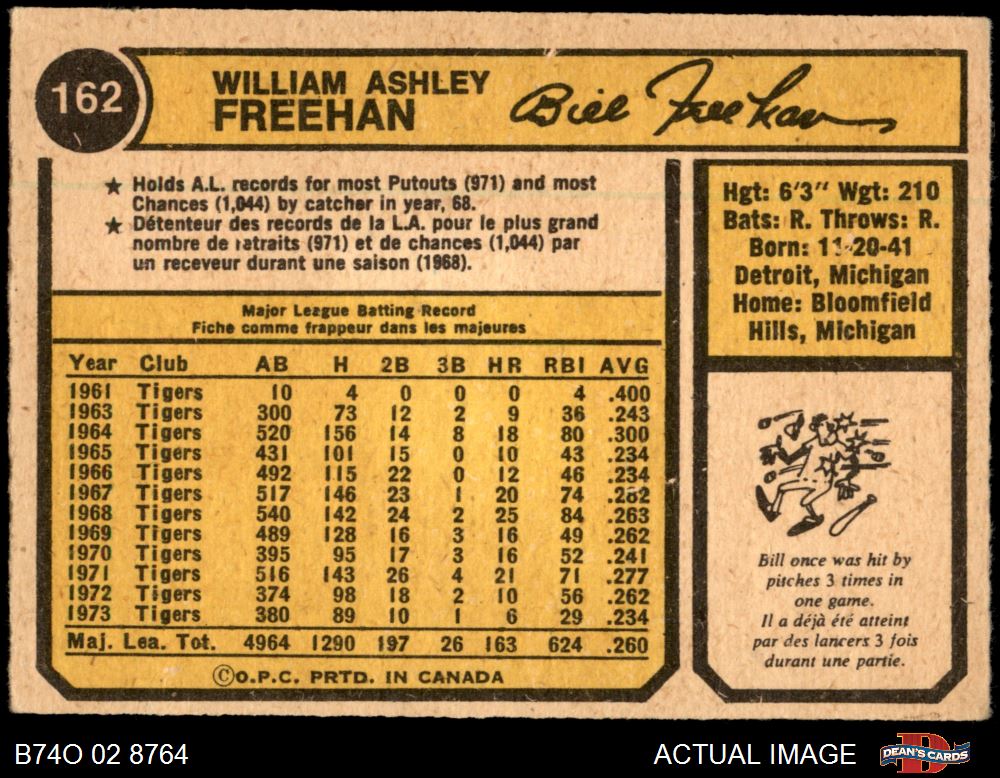 162
WILLIAM ASHLEY
FREEHAN
Bill Freehan
★ Holds A.L. records for most Putouts (971) and most
Chances (1,044) by catcher in year, 68.
★ Détenteur des records de la L.A. pour le plus grand
nombre de retraits (971) et de chances (1,044) par
un receveur durant une saison (1968).
Hgt: 6'3" Wgt: 210
Bats: R. Throws: R.
Born: 11-20-41
Detroit, Michigan
Home: Bloomfield
Hills, Michigan
Major League Batting Record
Fiche comme frappeur dans les majeures
Year Club AB H 2B 3B HR RBI AVG
1961 Tigers 10 4 0 0 0 4 .400
1963 Tigers 300 73 12 2 9 36 .243
1964 Tigers 520 156 14 8 18 80 .300
1965 Tigers 431 101 15 0 10 43 .234
1966 Tigers 492 115 22 0 12 46 .234
1967 Tigers 517 146 23 1 20 74 .282
1968 Tigers 540 142 24 2 25 84 .263
1969 Tigers 489 128 16 3 16 49 .262
1970 Tigers 395 95 17 3 16 52 .241
1971 Tigers 516 143 26 4 21 71 .277
1972 Tigers 374 98 18 2 10 56 .262
1973 Tigers 380 89 10 1 6 29 .234
Maj. Lea. Tot. 4964 1290 197 26 163 624 .260
©O.P.C. PRTD. IN CANADA
Bill once was hit by
pitches 3 times in
one game.
Il a déjà été atteint
par des lancers 3 fois
durant une partie.
B74O 02 8764
ACTUAL IMAGE
DEAN'S CARDS